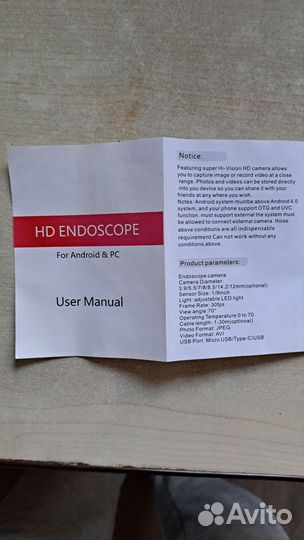 HD ENDOSCOPE
For Android & PC
User Manual
Notice:
Featuring super Hi-Vision HD camera allows
you to capture image or record video at a close
range. Photos and videos can be stored directly
into you device so you can share it with your
friends at any where you wish.
Notes: Android system mustbe above Android 4.0
system, and your phone support OTG and UVC
function. must support external the system must
be allowed to connect external camera. those
above conditions are all indispensable
requirement Can not work without any
conditions above.
Product parameters:
Endoscope camera
Camera Diameter:
3.9/5.5/7/8/8.5/14.2/12mm(optional)
Sensor Size: 1/9inch
Light: adjustable LED light
Frame Rate: 30fps
View angle:70°
Operating Temperature 0 to 70
Cable length: 1-30m(optinoal)
Photo Format: JPEG
Video Format: AVI
USB Port: Micro USB/Type-C/USB
Avito